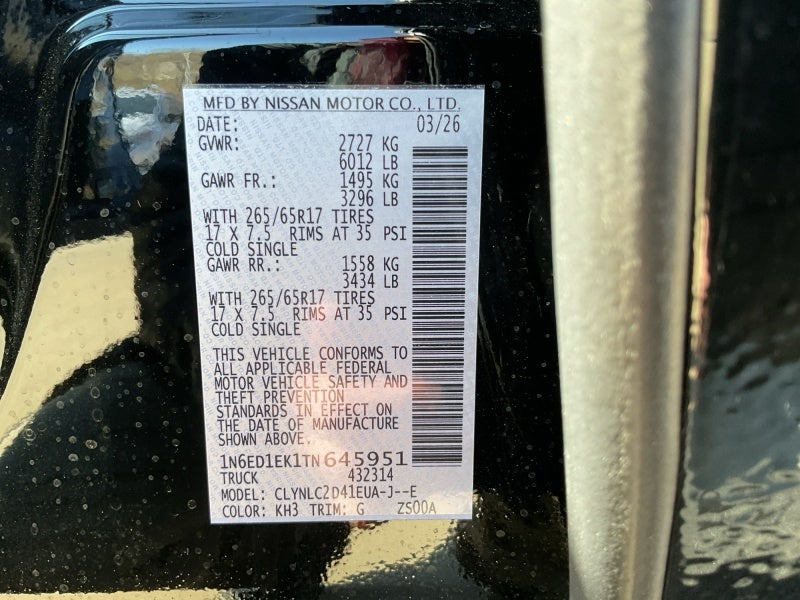 MFD BY NISSAN MOTOR CO., LTD.
DATE: 03/26
GVWR: 2727 KG
6012 LB
GAWR FR.: 1495 KG
3296 LB
WITH 265/65R17 TIRES
17 X 7.5 RIMS AT 35 PSI
COLD SINGLE
GAWR RR.: 1558 KG
3434 LB
WITH 265/65R17 TIRES
17 X 7.5 RIMS AT 35 PSI
COLD SINGLE
THIS VEHICLE CONFORMS TO
ALL APPLICABLE FEDERAL
MOTOR VEHICLE SAFETY AND
THEFT PREVENTION
STANDARDS IN EFFECT ON
THE DATE OF MANUFACTURE
SHOWN ABOVE.
1N6ED1EK1TN645951
TRUCK 432314
MODEL: CLYNLC2D41EUA-J--E
COLOR: KH3 TRIM: G ZS00A